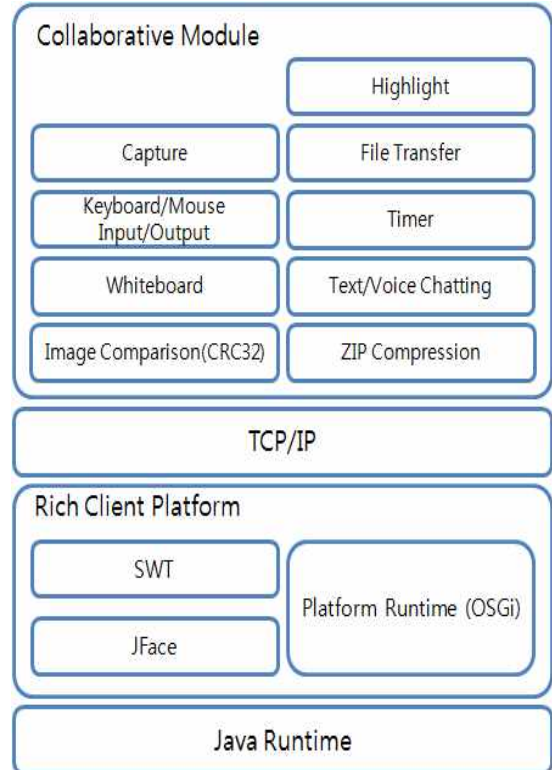 Collaborative Module
Highlight
Capture
File Transfer
Keyboard/Mouse
Input/Output
Timer
Whiteboard
Text/Voice Chatting
Image Comparison(CRC32)
ZIP Compression
TCP/IP
Rich Client Platform
SWT
Platform Runtime (OSGi)
JFace
Java Runtime